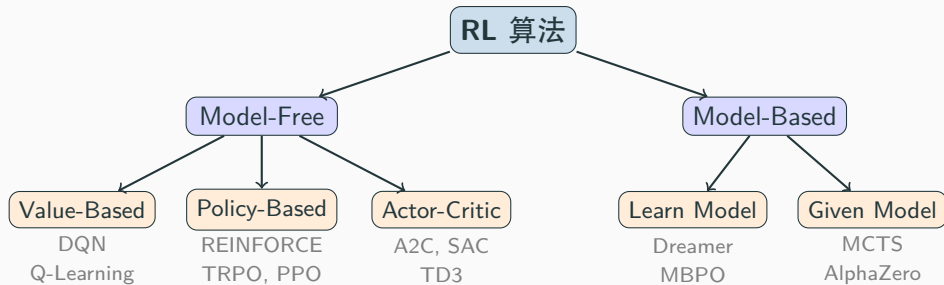 RL 算法
Model-Free
Model-Based
Value-Based
Policy-Based
Actor-Critic
Learn Model
Given Model
DQN
Q-Learning
REINFORCE
TRPO, PPO
A2C, SAC
TD3
Dreamer
MBPO
MCTS
AlphaZero